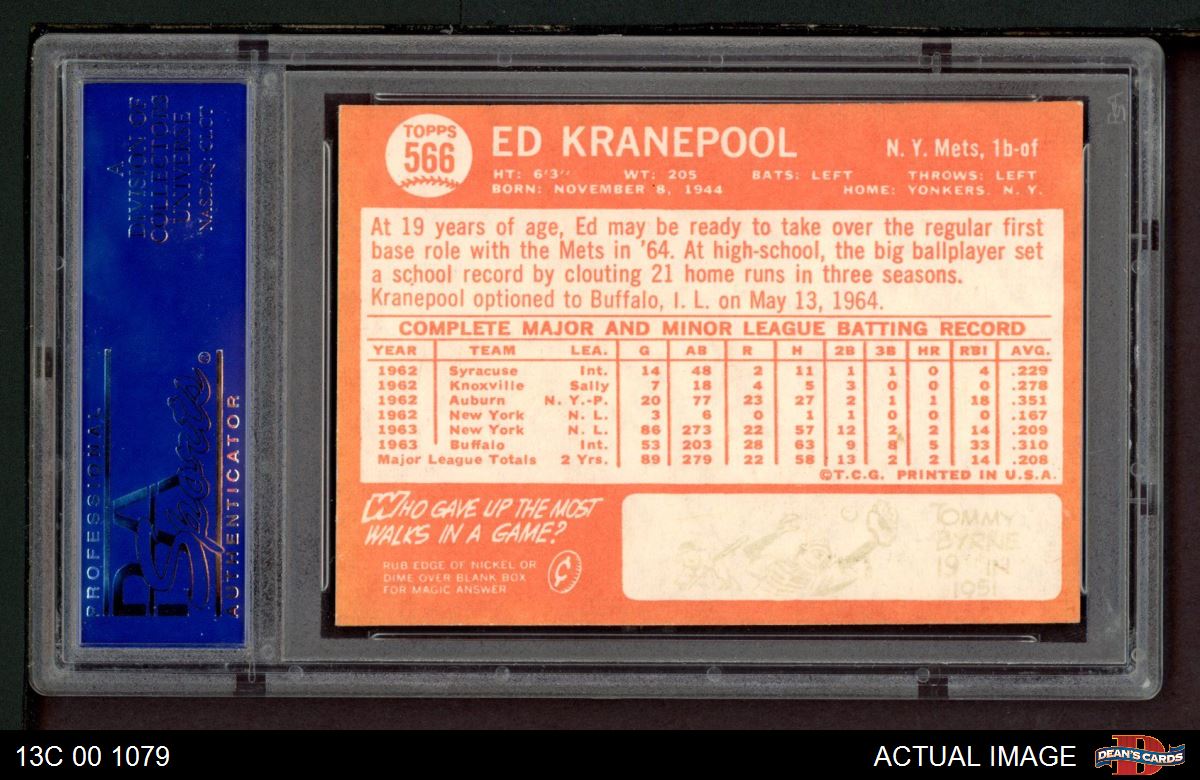 A
DIVISION OF
COLLECTORS
UNIVERSE
NASDAQ: CLCT
PROFESSIONAL
PSA
Sports®
AUTHENTICATOR
TOPPS
566
ED KRANEPOOL
N. Y. Mets, 1b-of
HT: 6'3" WT: 205 BATS: LEFT THROWS: LEFT
BORN: NOVEMBER 8, 1944 HOME: YONKERS, N. Y.
At 19 years of age, Ed may be ready to take over the regular first
base role with the Mets in '64. At high-school, the big ballplayer set
a school record by clouting 21 home runs in three seasons.
Kranepool optioned to Buffalo, I. L. on May 13, 1964.
COMPLETE MAJOR AND MINOR LEAGUE BATTING RECORD
YEAR TEAM LEA. G AB R H 2B 3B HR RBI AVG.
1962 Syracuse Int. 14 48 2 11 1 1 0 4 .229
1962 Knoxville Sally 7 18 4 5 3 0 0 0 .278
1962 Auburn N. Y.-P. 20 77 23 27 2 1 1 18 .351
1962 New York N. L. 3 6 0 1 1 0 0 0 .167
1963 New York N. L. 86 273 22 57 12 2 2 14 .209
1963 Buffalo Int. 53 203 28 63 9 8 5 33 .310
Major League Totals 2 Yrs. 89 279 22 58 13 2 2 14 .208
©T.C.G. PRINTED IN U.S.A.
WHO GAVE UP THE MOST
WALKS IN A GAME?
RUB EDGE OF NICKEL OR
DIME OVER BLANK BOX
FOR MAGIC ANSWER
¢
TOMMY
BYRNE
19 IN
1951
13C 00 1079
ACTUAL IMAGE
D
DEAN'S CARDS